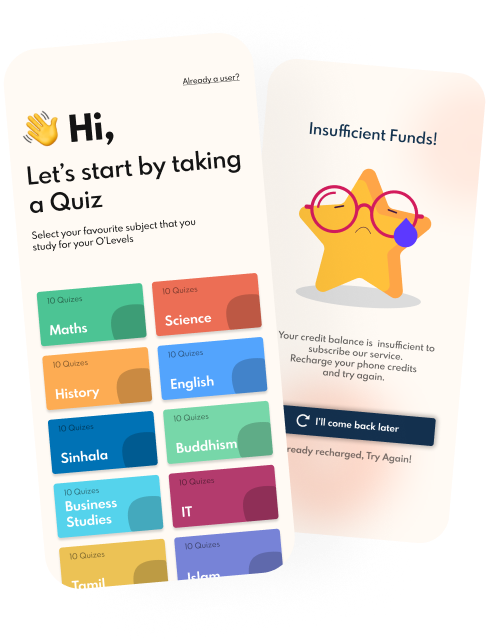 Already a user?
👋 Hi,
Let's start by taking
a Quiz
Select your favourite subject that you
study for your O'Levels
10 Quizes
Maths
10 Quizes
Science
10 Quizes
History
10 Quizes
English
10 Quizes
Sinhala
10 Quizes
Buddhism
10 Quizes
Business
Studies
10 Quizes
IT
10 Quizes
Tamil
10 Quizes
Islam
Insufficient Funds!
Your credit balance is insufficient to
subscribe our service.
Recharge your phone credits
and try again.
I'll come back later
ready recharged, Try Again!